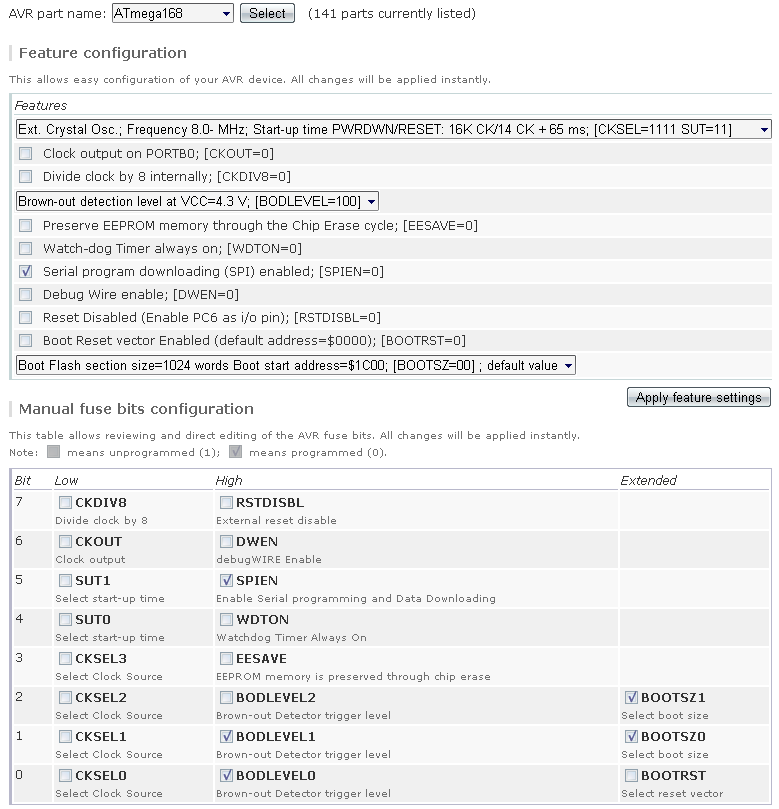 AVR part name: ATmega168 Select (141 parts currently listed)
Feature configuration
This allows easy configuration of your AVR device. All changes will be applied instantly.
Features
Ext. Crystal Osc.; Frequency 8.0- MHz; Start-up time PWRDWN/RESET: 16K CK/14 CK + 65 ms; [CKSEL=1111 SUT=11]
Clock output on PORTB0; [CKOUT=0]
Divide clock by 8 internally; [CKDIV8=0]
Brown-out detection level at VCC=4.3 V; [BODLEVEL=100]
Preserve EEPROM memory through the Chip Erase cycle; [EESAVE=0]
Watch-dog Timer always on; [WDTON=0]
Serial program downloading (SPI) enabled; [SPIEN=0]
Debug Wire enable; [DWEN=0]
Reset Disabled (Enable PC6 as i/o pin); [RSTDISBL=0]
Boot Reset vector Enabled (default address=$0000); [BOOTRST=0]
Boot Flash section size=1024 words Boot start address=$1C00; [BOOTSZ=00] ; default value
Apply feature settings
Manual fuse bits configuration
This table allows reviewing and direct editing of the AVR fuse bits. All changes will be applied instantly.
Note: means unprogrammed (1); means programmed (0).
Bit Low High Extended
7 CKDIV8 RSTDISBL
Divide clock by 8 External reset disable
6 CKOUT DWEN
Clock output debugWIRE Enable
5 SUT1 SPIEN
Select start-up time Enable Serial programming and Data Downloading
4 SUT0 WDTON
Select start-up time Watchdog Timer Always On
3 CKSEL3 EESAVE
Select Clock Source EEPROM memory is preserved through chip erase
2 CKSEL2 BODLEVEL2 BOOTSZ1
Select Clock Source Brown-out Detector trigger level Select boot size
1 CKSEL1 BODLEVEL1 BOOTSZ0
Select Clock Source Brown-out Detector trigger level Select boot size
0 CKSEL0 BODLEVEL0 BOOTRST
Select Clock Source Brown-out Detector trigger level Select reset vector